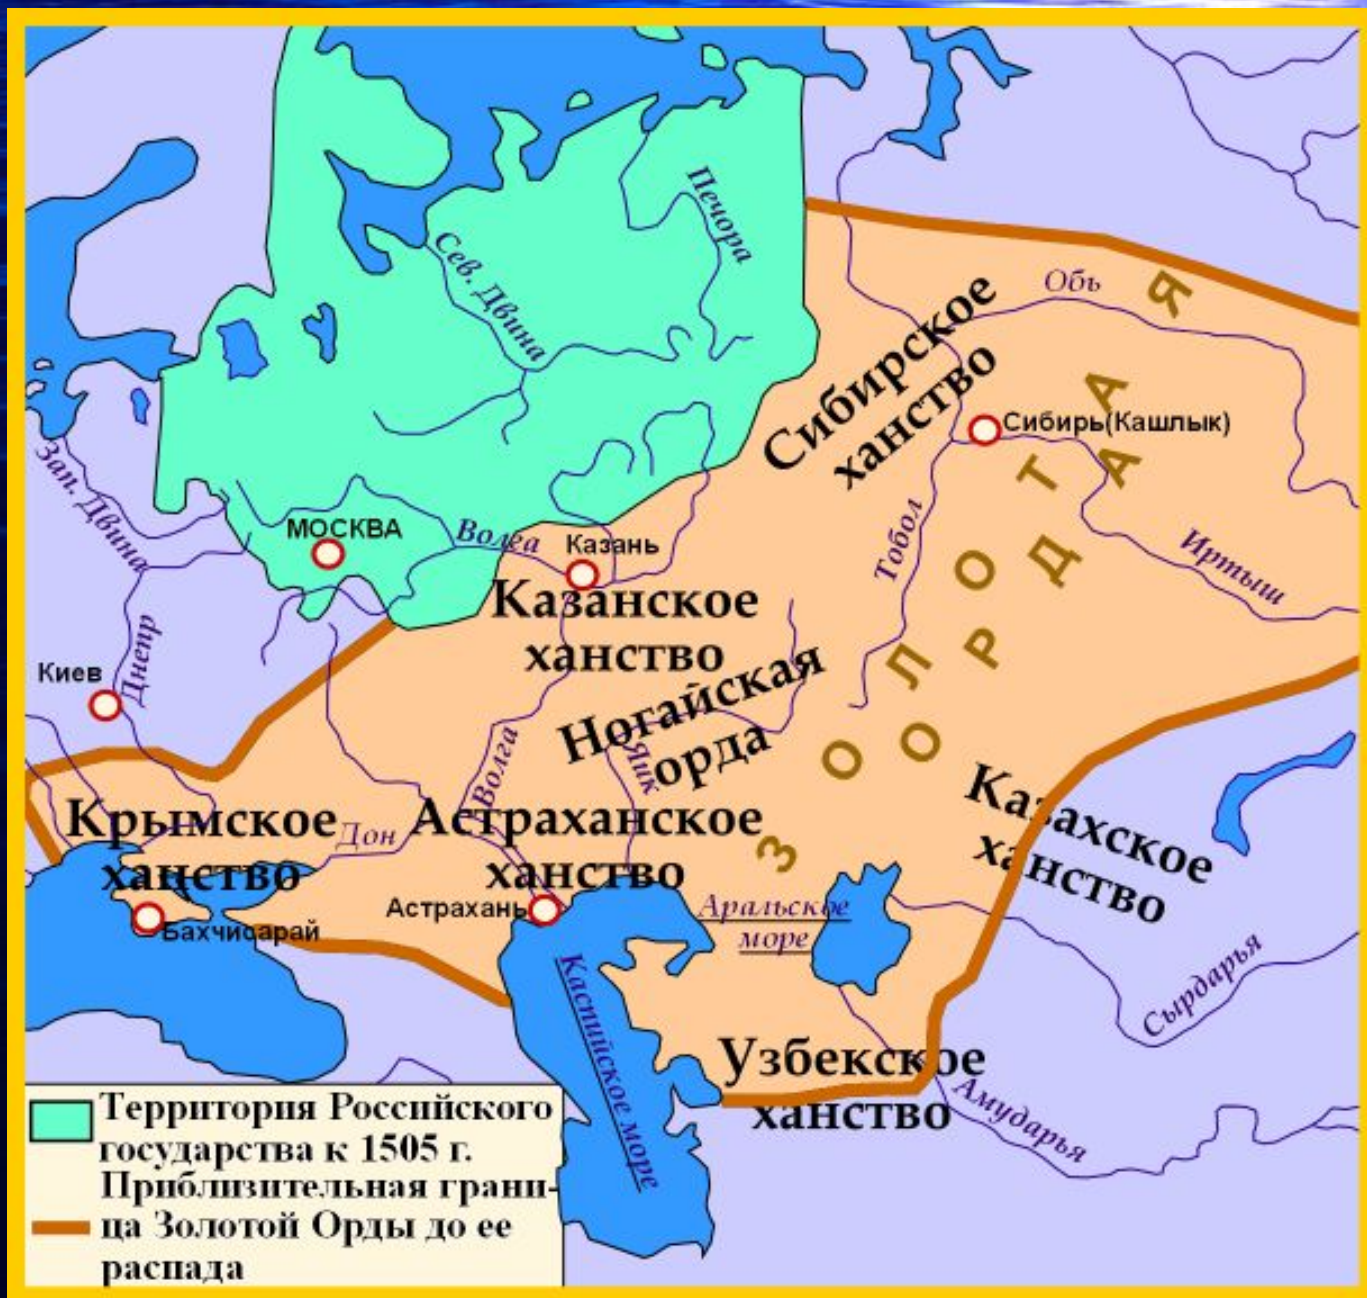 Печора
Сев. Двина
Обь
Сибирское
ханство
Сибирь(Кашлык)
Зап. Двина
МОСКВА
Волга
Казань
Тобол
Иртыш
Казанское
ханство
Киев
Днепр
Ногайская
орда
Яик
ЗОЛОТАЯ
ОРДА
Волга
Крымское
ханство
Дон
Астраханское
ханство
Казахское
ханство
Астрахань
Бахчисарай
Аральское
море
Каспийское море
Сырдарья
Узбекское
ханство
Амударья
Территория Российского
государства к 1505 г.
Приблизительная грани-
ца Золотой Орды до ее
распада